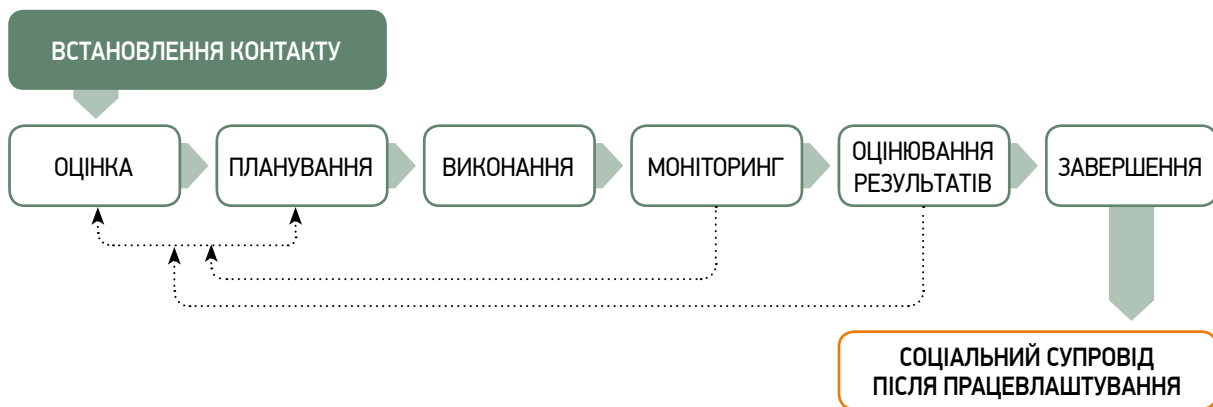 ВСТАНОВЛЕННЯ КОНТАКТУ
ОЦІНКА
ПЛАНУВАННЯ
ВИКОНАННЯ
МОНІТОРИНГ
ОЦІНЮВАННЯ
РЕЗУЛЬТАТІВ
ЗАВЕРШЕННЯ
СОЦІАЛЬНИЙ СУПРОВІД
ПІСЛЯ ПРАЦЕВЛАШТУВАННЯ